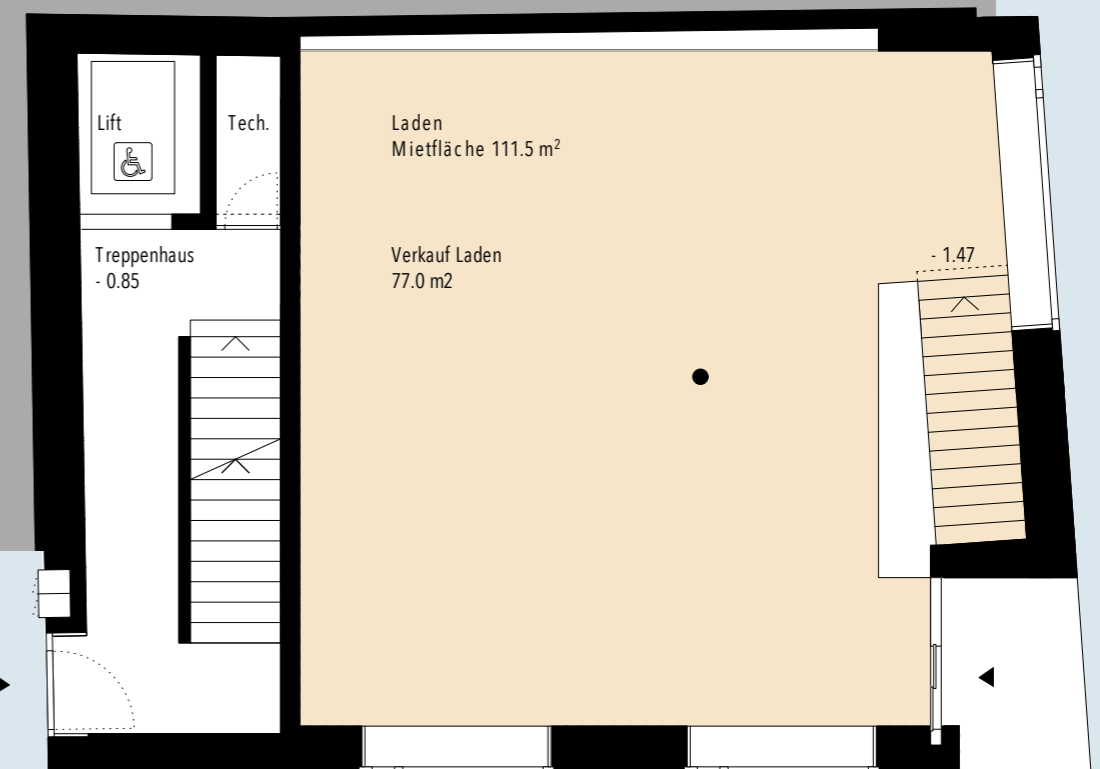 Lift
Tech.
Laden
Mietfläche 111.5 m²
Treppenhaus
- 0.85
Verkauf Laden
77.0 m2
- 1.47